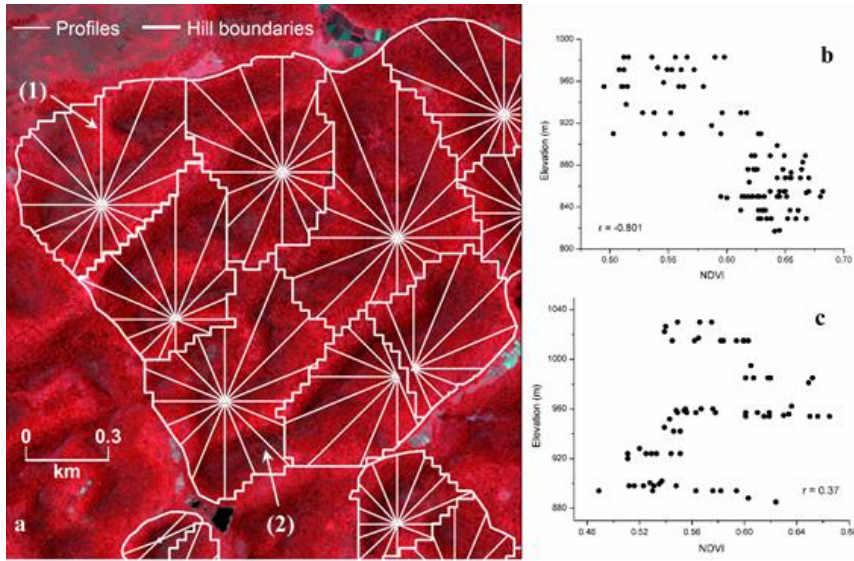 Profiles Hill boundaries
(1)
0 0.3
km
a
(2)
b
1000
960
920
880
840
800
Elevation (m)
r = -0.801
0.50 0.55 0.60 0.65 0.70
NDVI
c
1040
1000
960
920
880
Elevation (m)
r = 0.37
0.48 0.52 0.56 0.60 0.64 0.68
NDVI